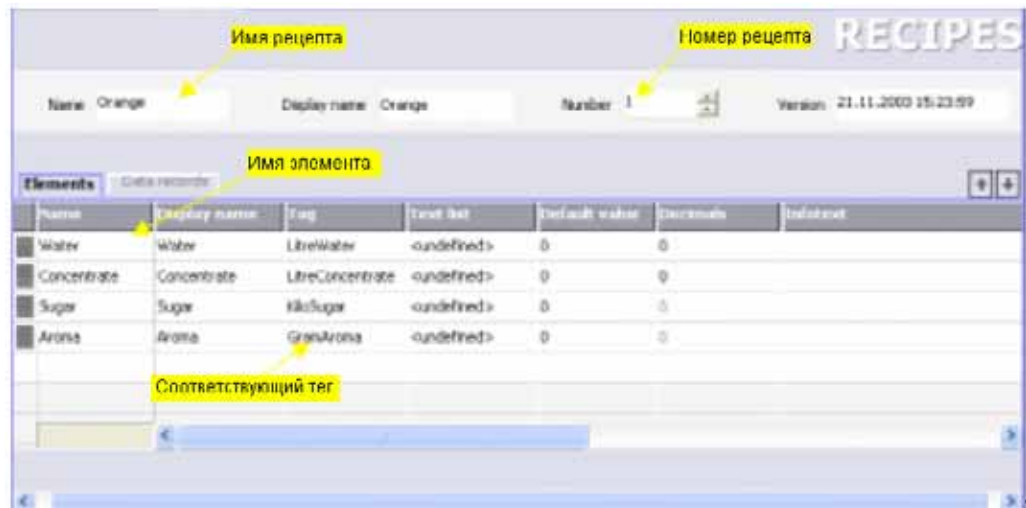 Имя рецепта Номер рецепта RECIPES
Name Orange Display name Orange Number 1 Version 21.11.2003 15:23:59
Имя элемента
Elements Data records
Name Display name Tag Text list Default value Decimals Infotext
Water Water LitreWater <undefined> 0 0
Concentrate Concentrate LitreConcentrate <undefined> 0 0
Sugar Sugar KiloSugar <undefined> 0 0
Aroma Aroma GramAroma <undefined> 0 0
Соответствующий тег